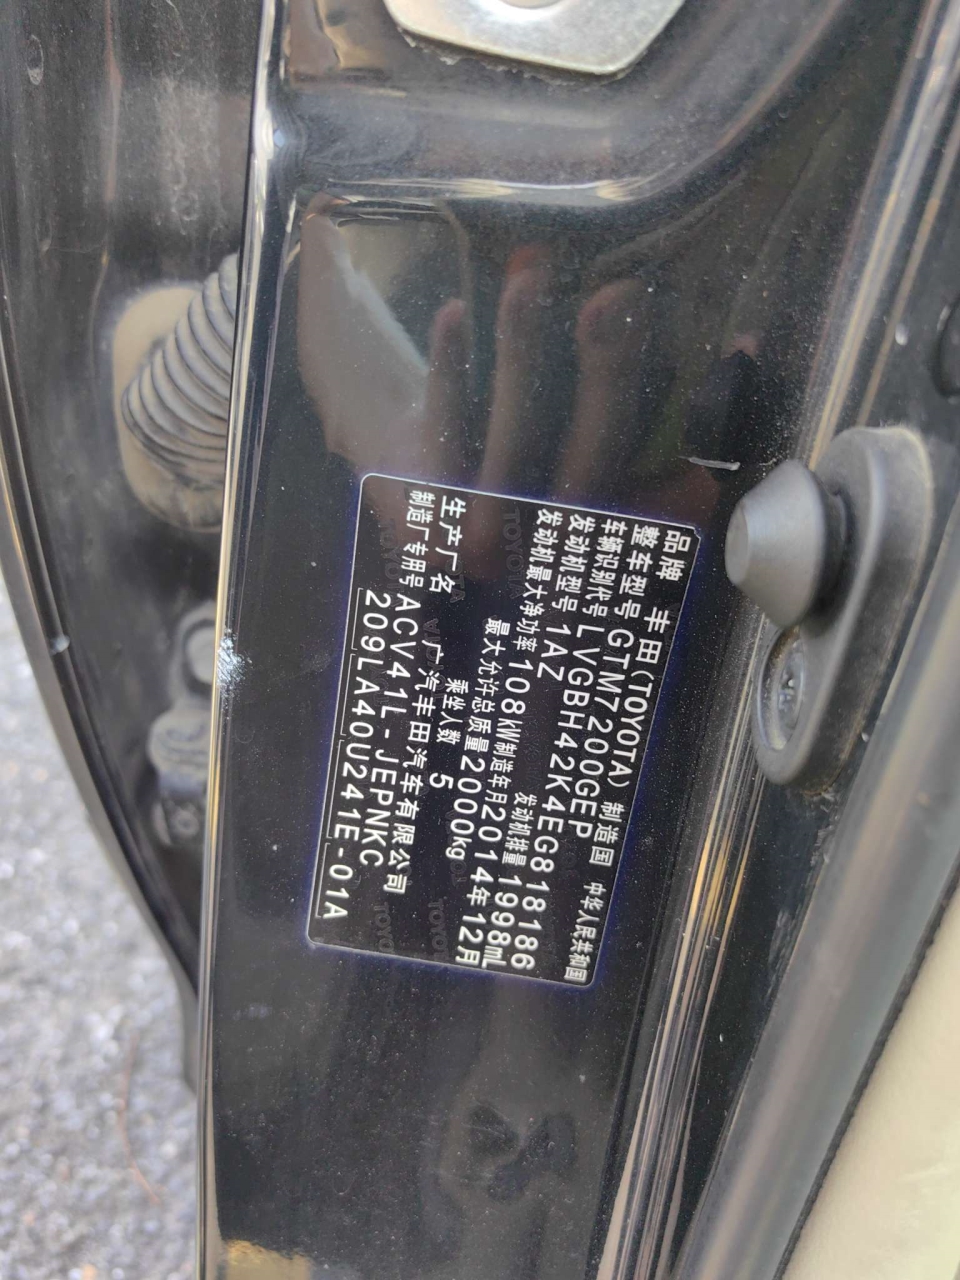 品牌 丰田(TOYOTA) 制造国 中华人民共和国
整车型号 GTM7200GEP
车辆识别代号 LVGBH42K4EG818186
发动机型号 1AZ 发动机排量 1998mL
发动机最大净功率 108kW 制造年月 2014年12月
最大允许总质量 2000kg
乘坐人数 5
生产厂名 广汽丰田汽车有限公司
制造厂专用号 ACV41L-JEPNKC
209LA40U241E-01A